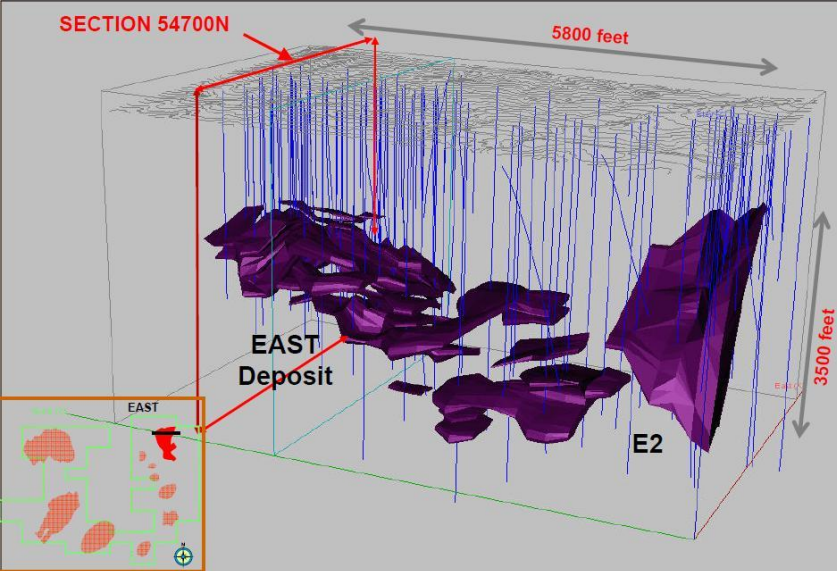 SECTION 54700N
5800 feet
3500 feet
EAST
Deposit
E2
EAST